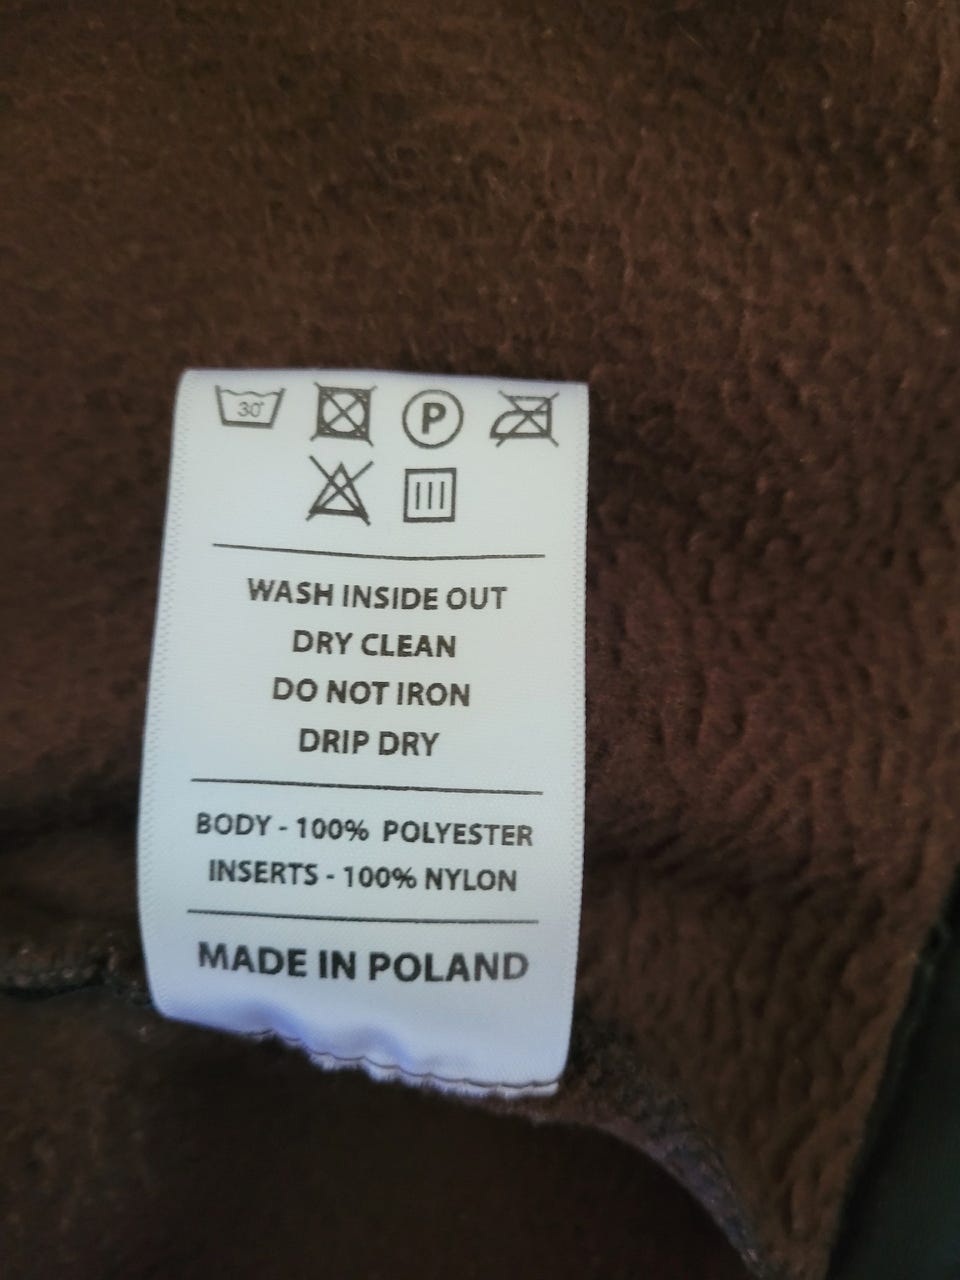 30°
P
WASH INSIDE OUT
DRY CLEAN
DO NOT IRON
DRIP DRY
BODY - 100% POLYESTER
INSERTS - 100% NYLON
MADE IN POLAND